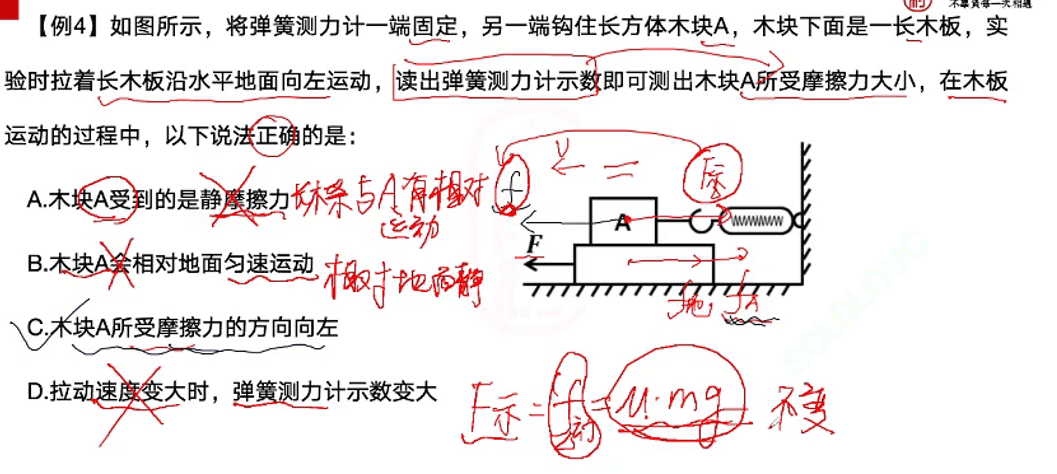 不辜负每一天相遇
【例4】如图所示，将弹簧测力计一端固定，另一端钩住长方体木块A，木块下面是一长木板，实
验时拉着长木板沿水平地面向左运动，读出弹簧测力计示数即可测出木块A所受摩擦力大小，在木板
运动的过程中，以下说法正确的是：
A.木块A受到的是静摩擦力 长木条与A有相对
运动
B.木块A会相对地面匀速运动 相对地面静
C.木块A所受摩擦力的方向向左
D.拉动速度变大时，弹簧测力计示数变大
f
v
A
F
f地
fA
F示=f动=μ·mg 不变